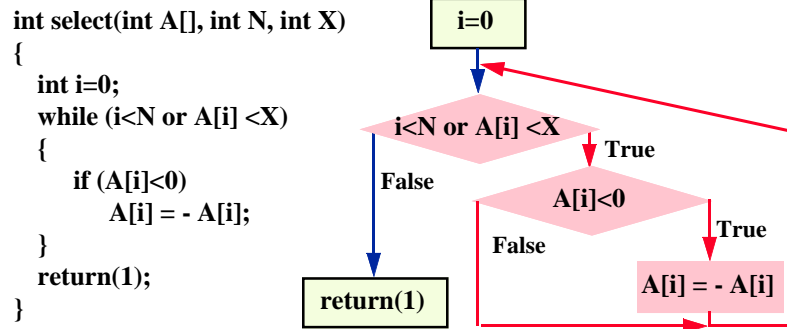 int select(int A[], int N, int X)
{
int i=0;
while (i<N or A[i] <X)
{
if (A[i]<0)
A[i] = - A[i];
}
return(1);
}
i=0
i<N or A[i] <X
True
False
A[i]<0
True
False
A[i] = - A[i]
return(1)